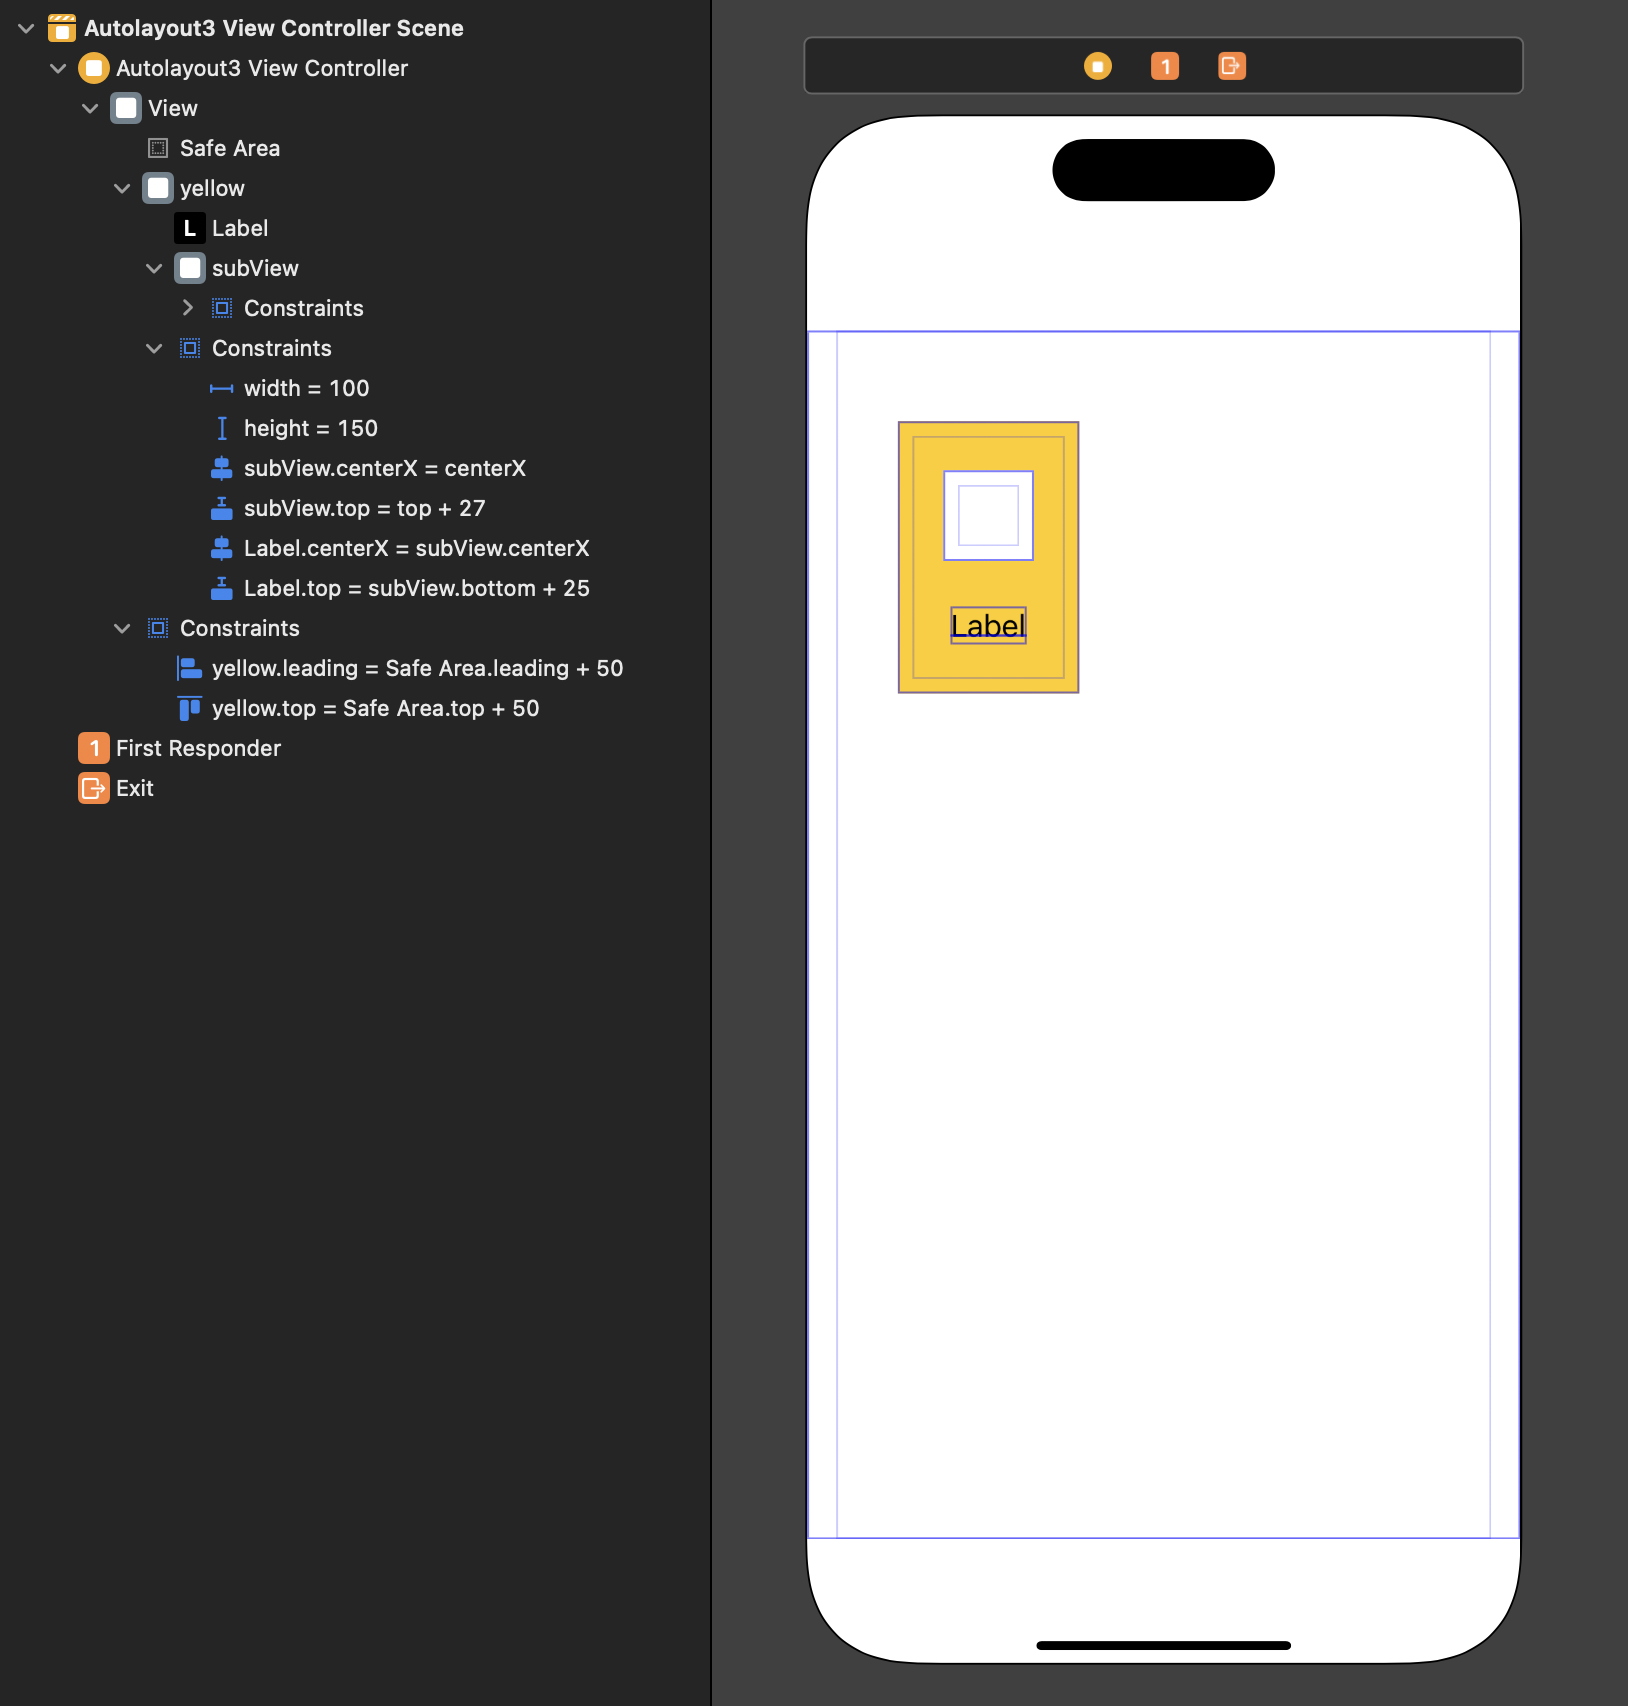 Autolayout3 View Controller Scene
Autolayout3 View Controller
View
Safe Area
yellow
L Label
subView
Constraints
Constraints
width = 100
height = 150
subView.centerX = centerX
subView.top = top + 27
Label.centerX = subView.centerX
Label.top = subView.bottom + 25
Constraints
yellow.leading = Safe Area.leading + 50
yellow.top = Safe Area.top + 50
1 First Responder
Exit
1
Label